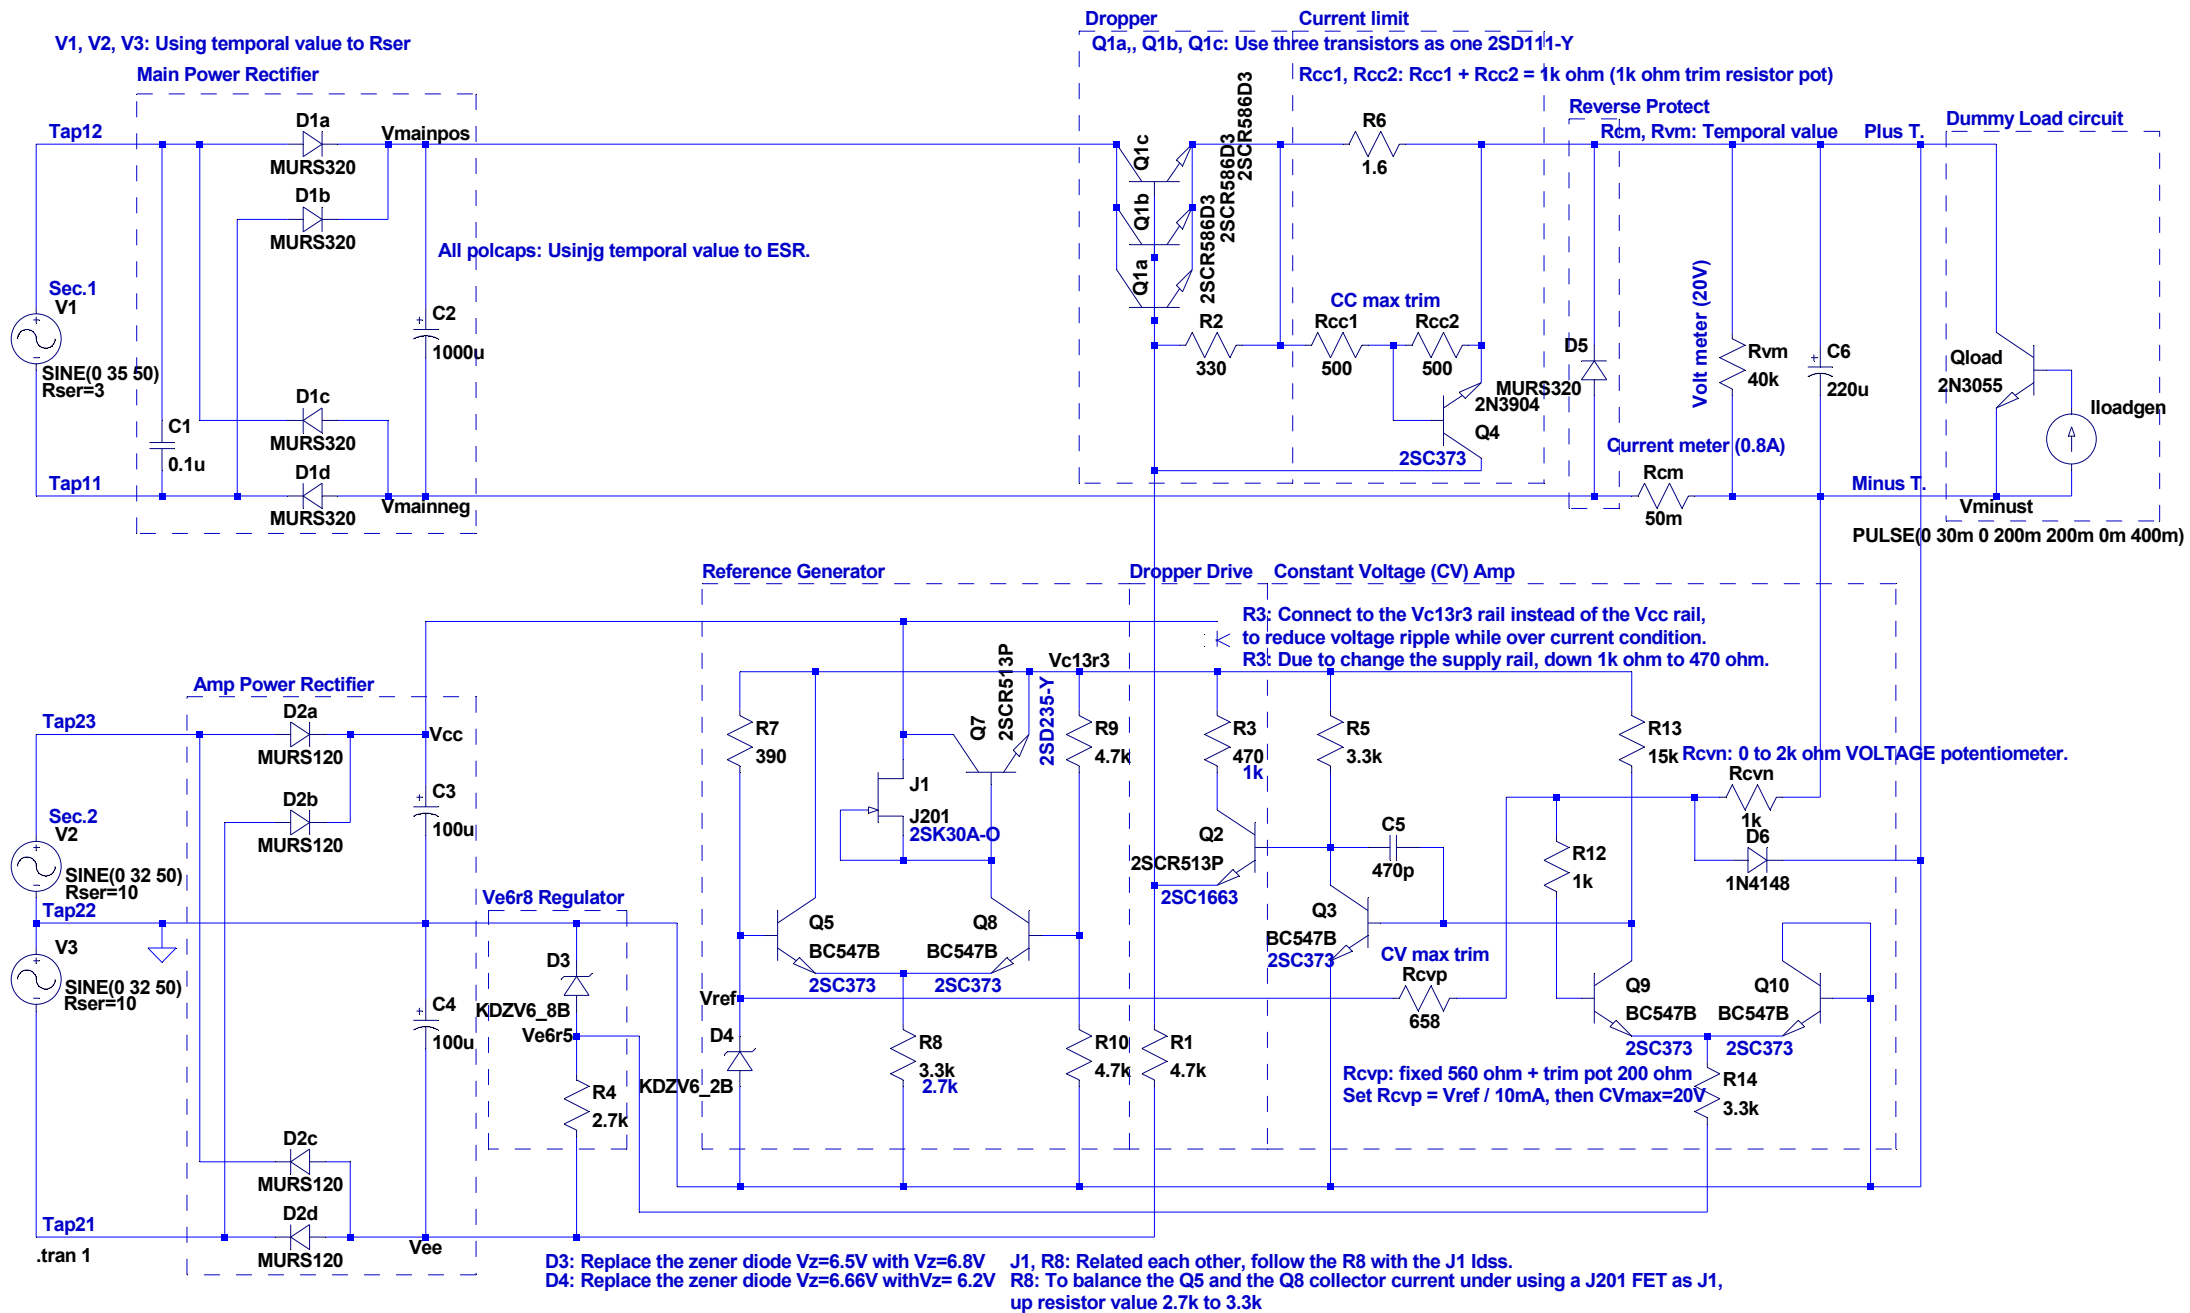 Dropper
Current limit
V1, V2, V3: Using temporal value to Rser
Q1a,, Q1b, Q1c: Use three transistors as one 2SD111-Y
Main Power Rectifier
Rcc1, Rcc2: Rcc1 + Rcc2 = 1k ohm (1k ohm trim resistor pot)
Reverse Protect
Rcm, Rvm: Temporal value
Plus T.
Dummy Load circuit
Tap12
D1a
MURS320
Vmainpos
D1b
MURS320
All polcaps: Usinjg temporal value to ESR.
Q1c
2SCR586D3
Q1b
2SCR586D3
Q1a
2SCR586D3
R6
1.6
Sec.1
V1
SINE(0 35 50)
Rser=3
C2
1000u
R2
330
CC max trim
Rcc1
500
Rcc2
500
D5
MURS320
2N3904
Q4
2SC373
Volt meter (20V)
Rvm
40k
C6
220u
Qload
2N3055
Iloadgen
C1
0.1u
D1c
MURS320
D1d
MURS320
Tap11
Vmainneg
Current meter (0.8A)
Rcm
50m
Minus T.
Vminust
PULSE(0 30m 0 200m 200m 0m 400m)
Reference Generator
Dropper Drive
Constant Voltage (CV) Amp
R3: Connect to the Vc13r3 rail instead of the Vcc rail,
to reduce voltage ripple while over current condition.
R3: Due to change the supply rail, down 1k ohm to 470 ohm.
Amp Power Rectifier
Tap23
D2a
MURS120
Vcc
D2b
MURS120
C3
100u
Sec.2
V2
SINE(0 32 50)
Rser=10
Tap22
V3
SINE(0 32 50)
Rser=10
C4
100u
D2c
MURS120
D2d
MURS120
Tap21
Vee
.tran 1
Ve6r8 Regulator
D3
KDZV6_8B
Ve6r5
R4
2.7k
Vc13r3
R7
390
J1
J201
2SK30A-O
Q7
2SCR513P
2SD235-Y
R9
4.7k
R3
470
1k
R5
3.3k
R13
15k
Rcvn: 0 to 2k ohm VOLTAGE potentiometer.
Rcvn
1k
D6
1N4148
Q2
2SCR513P
2SC1663
C5
470p
R12
1k
Q5
BC547B
2SC373
Q8
BC547B
2SC373
Q3
BC547B
2SC373
CV max trim
Rcvp
658
Q9
BC547B
2SC373
Q10
BC547B
2SC373
Vref
D4
KDZV6_2B
R8
3.3k
2.7k
R10
4.7k
R1
4.7k
Rcvp: fixed 560 ohm + trim pot 200 ohm
Set Rcvp = Vref / 10mA, then CVmax=20V
R14
3.3k
D3: Replace the zener diode Vz=6.5V with Vz=6.8V
D4: Replace the zener diode Vz=6.66V withVz= 6.2V
J1, R8: Related each other, follow the R8 with the J1 Idss.
R8: To balance the Q5 and the Q8 collector current under using a J201 FET as J1,
up resistor value 2.7k to 3.3k